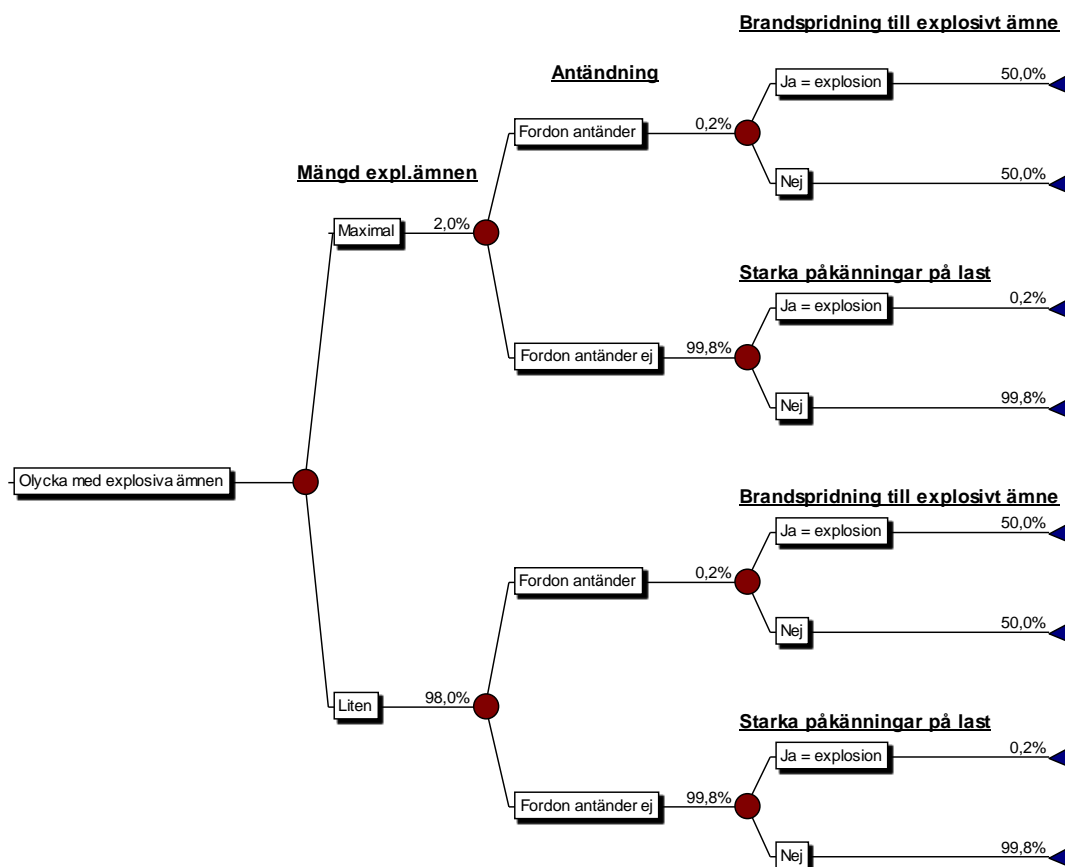 Brandspridning till explosivt ämne
Antändning
Ja = explosion 50,0%
Fordon antänder 0,2%
Mängd expl.ämnen
Nej 50,0%
Maximal 2,0%
Starka påkänningar på last
Ja = explosion 0,2%
Fordon antänder ej 99,8%
Nej 99,8%
Olycka med explosiva ämnen
Brandspridning till explosivt ämne
Ja = explosion 50,0%
Fordon antänder 0,2%
Nej 50,0%
Liten 98,0%
Starka påkänningar på last
Ja = explosion 0,2%
Fordon antänder ej 99,8%
Nej 99,8%